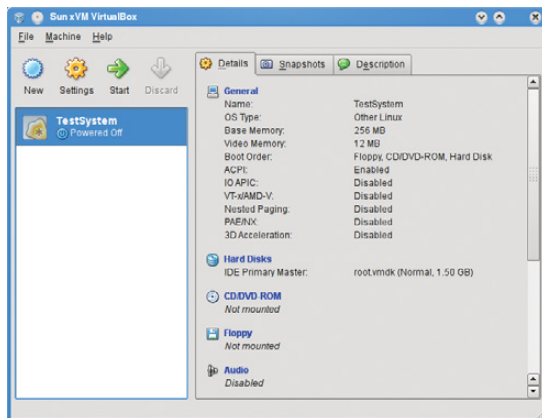 Sun xVM VirtualBox
File Machine Help
New Settings Start Discard
TestSystem
Powered Off
Details Snapshots Description
General
Name: TestSystem
OS Type: Other Linux
Base Memory: 256 MB
Video Memory: 12 MB
Boot Order: Floppy, CD/DVD-ROM, Hard Disk
ACPI: Enabled
IO APIC: Disabled
VT-x/AMD-V: Disabled
Nested Paging: Disabled
PAE/NX: Disabled
3D Acceleration: Disabled
Hard Disks
IDE Primary Master: root.vmdk (Normal, 1.50 GB)
CD/DVD-ROM
Not mounted
Floppy
Not mounted
Audio
Disabled